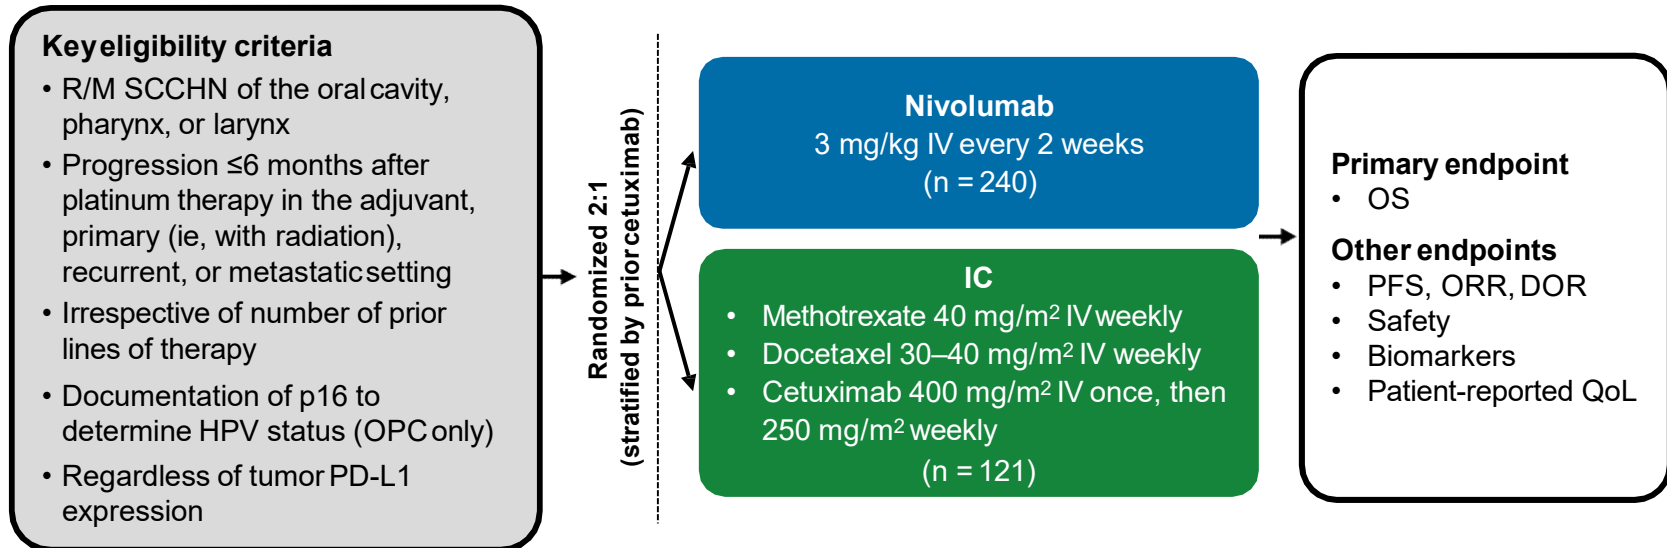 Key eligibility criteria
• R/M SCCHN of the oral cavity,
pharynx, or larynx
• Progression ≤6 months after
platinum therapy in the adjuvant,
primary (ie, with radiation),
recurrent, or metastatic setting
• Irrespective of number of prior
lines of therapy
• Documentation of p16 to
determine HPV status (OPC only)
• Regardless of tumor PD-L1
expression
Randomized 2:1
(stratified by prior cetuximab)
Nivolumab
3 mg/kg IV every 2 weeks
(n = 240)
IC
• Methotrexate 40 mg/m² IV weekly
• Docetaxel 30–40 mg/m² IV weekly
• Cetuximab 400 mg/m² IV once, then
250 mg/m² weekly
(n = 121)
Primary endpoint
• OS
Other endpoints
• PFS, ORR, DOR
• Safety
• Biomarkers
• Patient-reported QoL